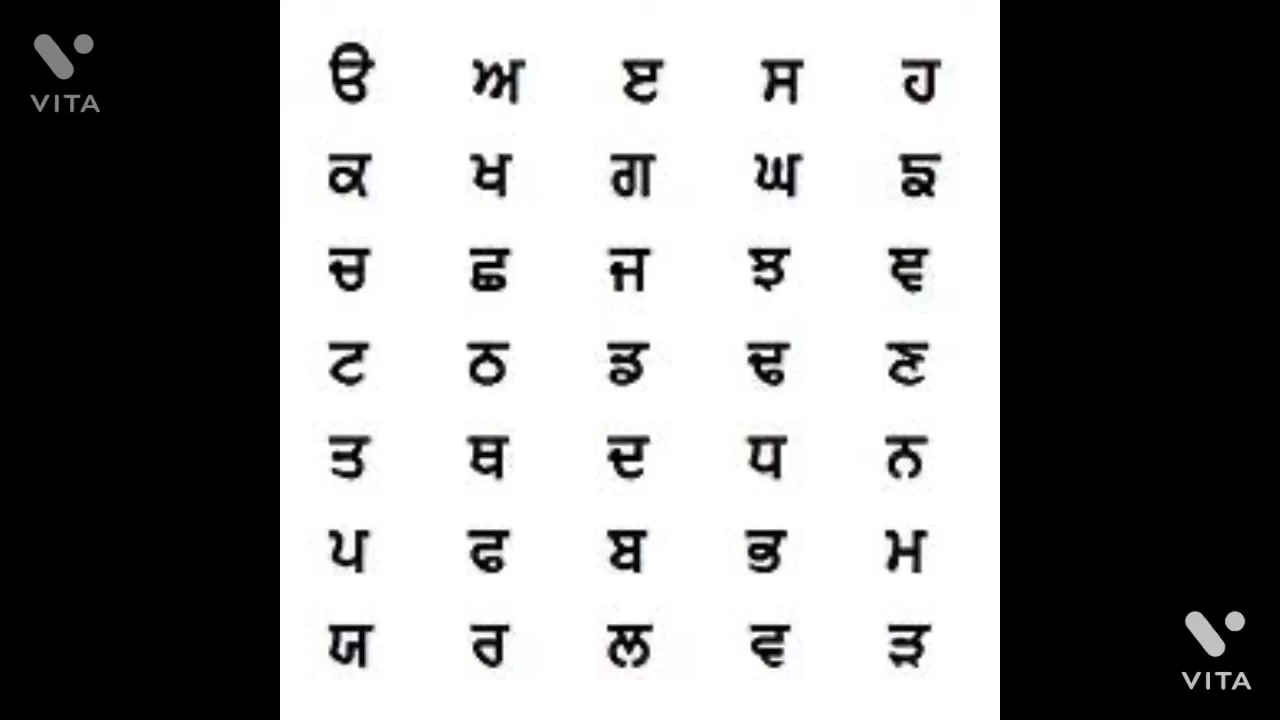 VITA
ੳ ਅ ੲ ਸ ਹ
ਕ ਖ ਗ ਘ ਙ
ਚ ਛ ਜ ਝ ਞ
ਟ ਠ ਡ ਢ ਣ
ਤ ਥ ਦ ਧ ਨ
ਪ ਫ ਬ ਭ ਮ
ਯ ਰ ਲ ਵ ੜ
VITA